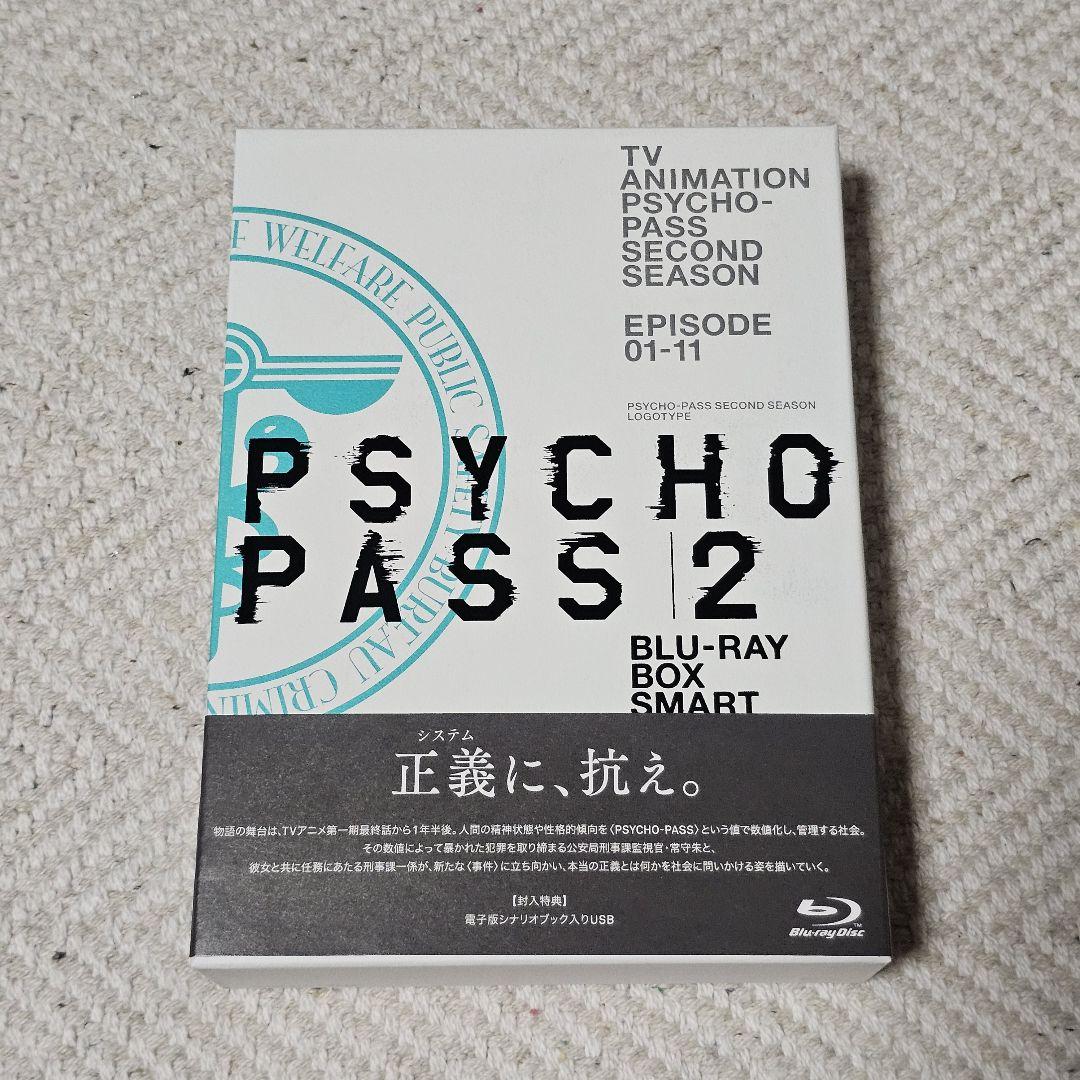 TV
ANIMATION
PSYCHO-
PASS
SECOND
SEASON
EPISODE
01-11
PSYCHO-PASS SECOND SEASON
LOGOTYPE
F WELFARE PUBLIC SAFETY BUREAU CRIMIN
PSYCHO
PASS|2
BLU-RAY
BOX
SMART
システム
正義に、抗え。
物語の舞台は、TVアニメ第一期最終話から1年半後。人間の精神状態や性格的傾向を〈PSYCHO-PASS〉という値で数値化し、管理する社会。
その数値によって暴かれた犯罪を取り締まる公安局刑事課監視官・常守朱と、
彼女と共に任務にあたる刑事課一係が、新たな〈事件〉に立ち向かい、本当の正義とは何かを社会に問いかける姿を描いていく。
【封入特典】
電子版シナリオブック入りUSB
Blu-ray Disc
TM